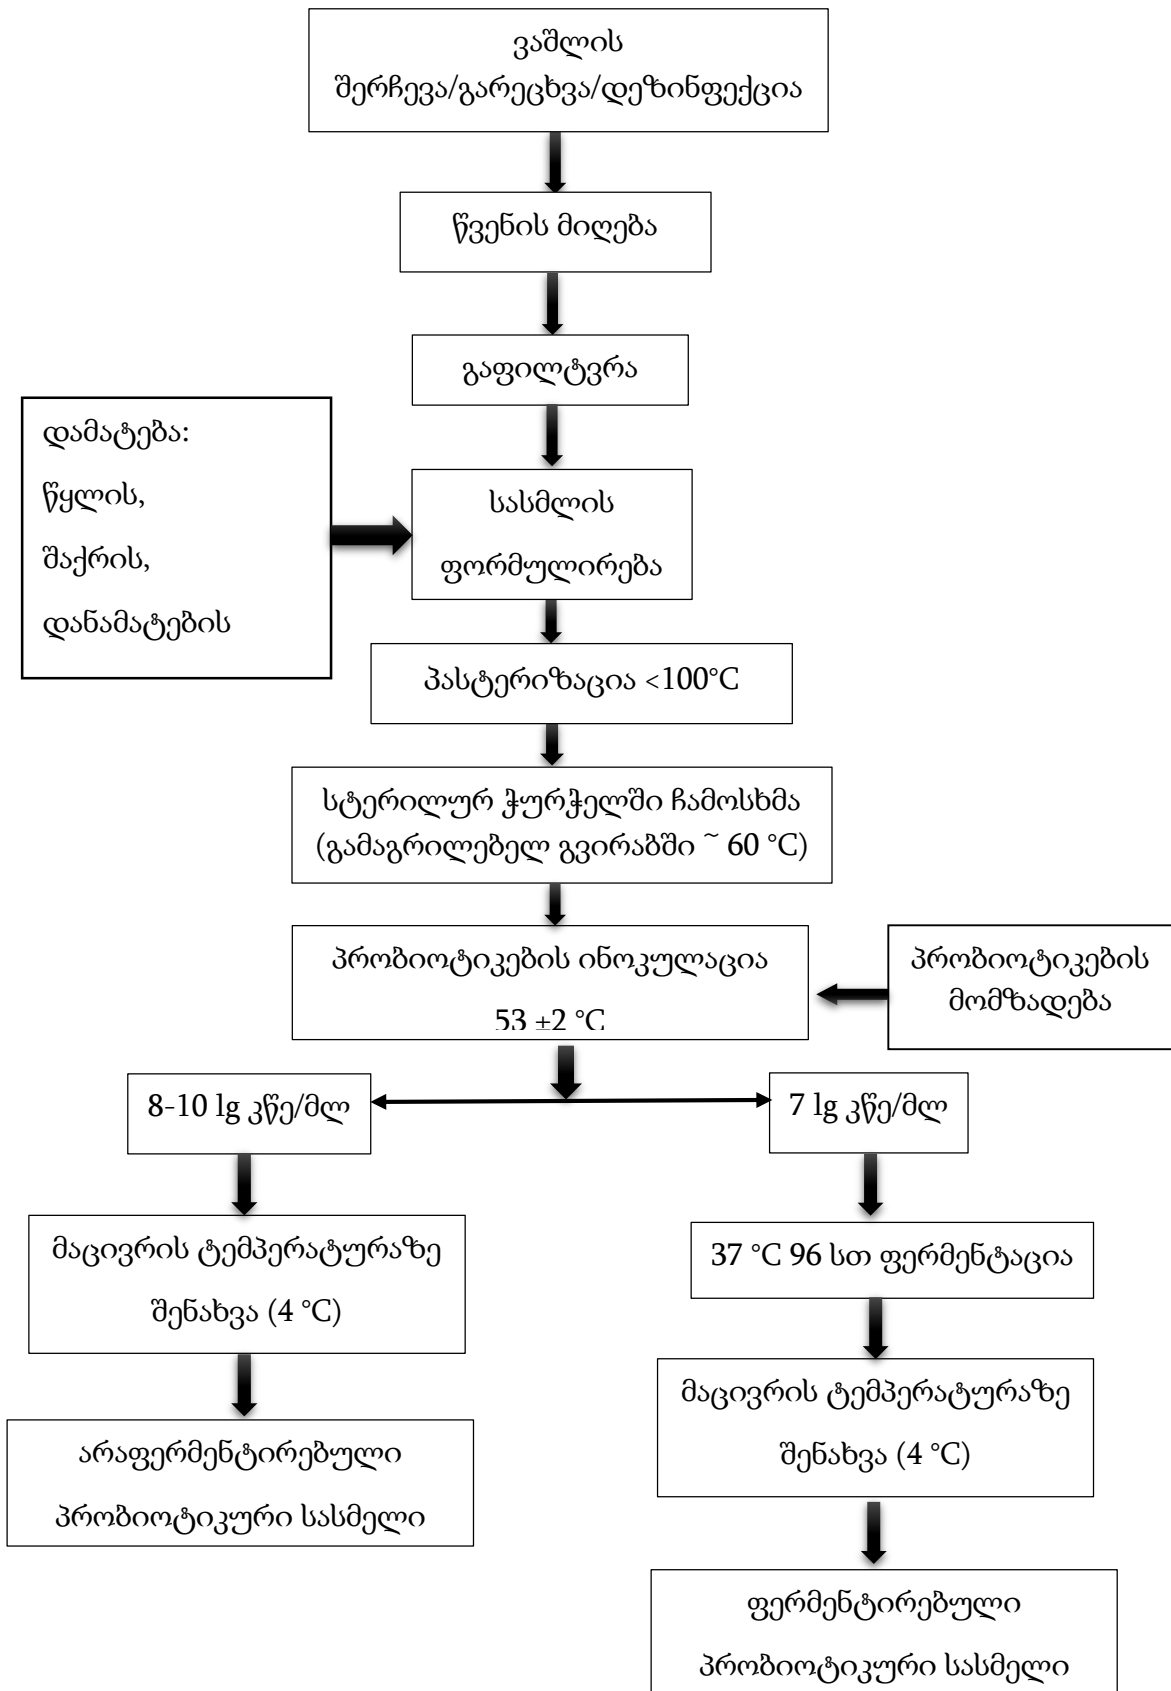 ვაშლის
შერჩევა/გარეცხვა/დეზინფექცია
წვენის მიღება
გაფილტვრა
დამატება:
წყლის,
შაქრის,
დანამატების
სასმლის
ფორმულირება
პასტერიზაცია <100°C
სტერილურ ჭურჭელში ჩამოსხმა
(გამაგრილებელ გვირაბში ~ 60 °C)
პრობიოტიკების ინოკულაცია
53 ±2 °C
პრობიოტიკების
მომზადება
8-10 lg კწე/მლ
7 lg კწე/მლ
მაცივრის ტემპერატურაზე
შენახვა (4 °C)
37 °C 96 სთ ფერმენტაცია
მაცივრის ტემპერატურაზე
შენახვა (4 °C)
არაფერმენტირებული
პრობიოტიკური სასმელი
ფერმენტირებული
პრობიოტიკური სასმელი